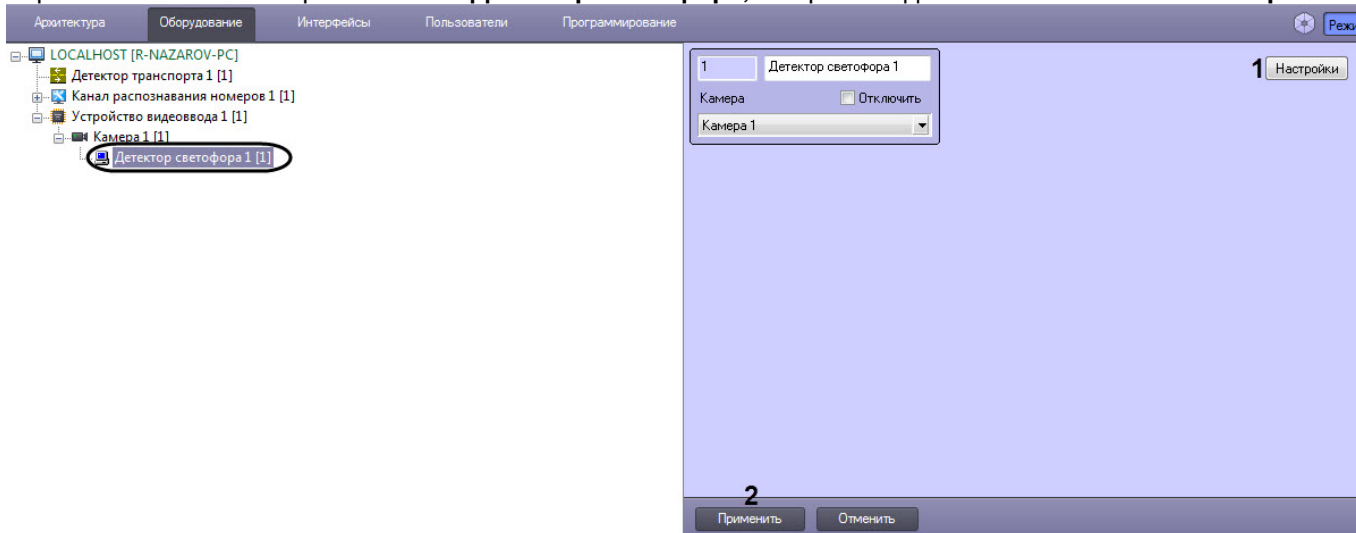 Архитектура Оборудование Интерфейсы Пользователи Программирование
LOCALHOST [R-NAZAROV-PC]
Детектор транспорта 1 [1]
Канал распознавания номеров 1 [1]
Устройство видеоввода 1 [1]
Камера 1 [1]
Детектор светофора 1 [1]
1 Детектор светофора 1
Камера Отключить
Камера 1
1 Настройки
2
Применить Отменить